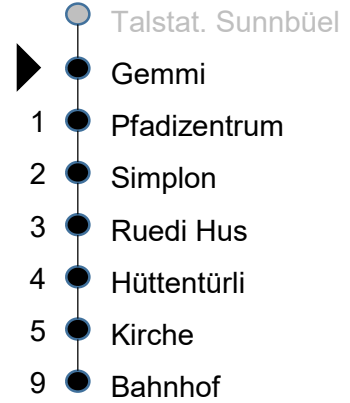 Talstat. Sunnbüel
Gemmi
1 Pfadizentrum
2 Simplon
3 Ruedi Hus
4 Hüttentürli
5 Kirche
9 Bahnhof